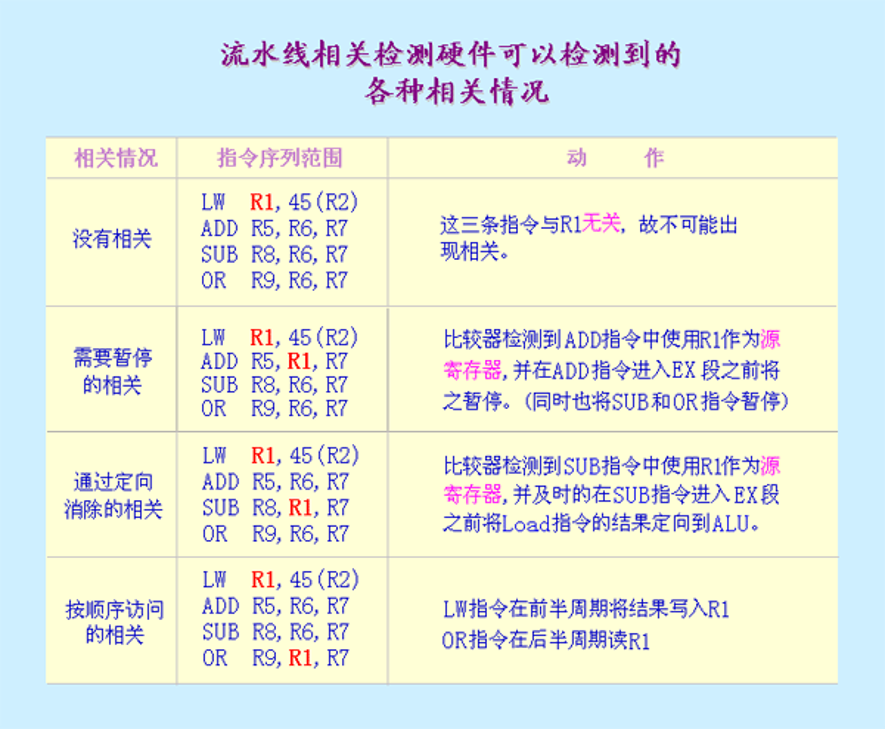 流水线相关检测硬件可以检测到的
各种相关情况
相关情况 指令序列范围 动 作
没有相关
LW R1, 45(R2)
ADD R5, R6, R7
SUB R8, R6, R7
OR R9, R6, R7
这三条指令与R1无关, 故不可能出
现相关。
需要暂停
的相关
LW R1, 45(R2)
ADD R5, R1, R7
SUB R8, R6, R7
OR R9, R6, R7
比较器检测到ADD指令中使用R1作为源
寄存器,并在ADD指令进入EX段之前将
之暂停。(同时也将SUB和OR指令暂停)
通过定向
消除的相关
LW R1, 45(R2)
ADD R5, R6, R7
SUB R8, R1, R7
OR R9, R6, R7
比较器检测到SUB指令中使用R1作为源
寄存器,并及时的在SUB指令进入EX段
之前将Load指令的结果定向到ALU。
按顺序访问
的相关
LW R1, 45(R2)
ADD R5, R6, R7
SUB R8, R6, R7
OR R9, R1, R7
LW指令在前半周期将结果写入R1
OR指令在后半周期读R1